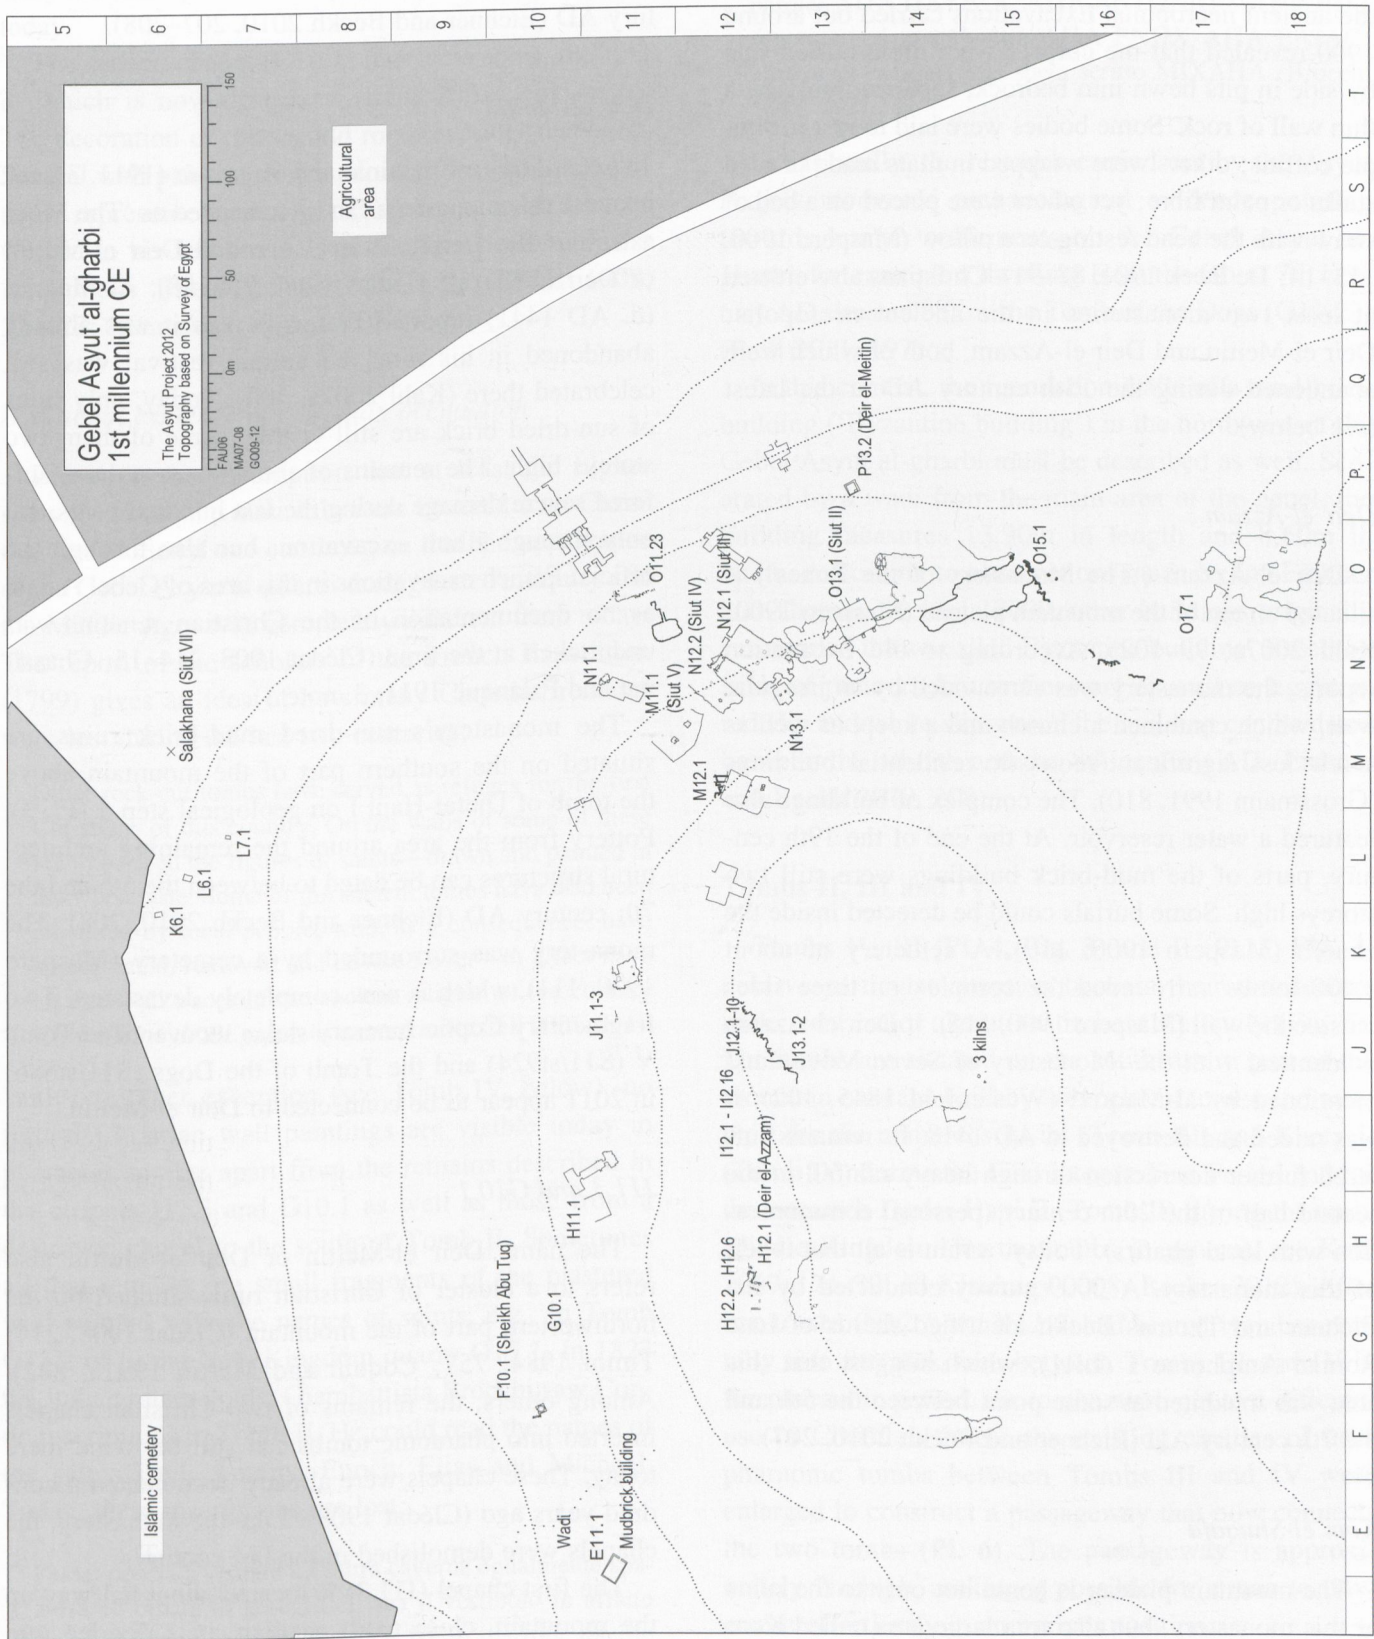 Gebel Asyut al-gharbi
1st millennium CE
The Asyut Project 2012
Topography based on Survey of Egypt
FAU06
MA07-08
GO09-12
0m 50 100 150
Agricultural
area
Islamic cemetery
5
6
7
8
9
10
11
12
13
14
15
16
17
18
E F G H I J K L M N O P Q R S T
Salakhana (Siut VII)
K6.1
L6.1
L7.1
F10.1 (Sheikh Abu Tuq)
G10.1
Wadi
E11.1
Mudbrick building
H11.1
J11.1-3
N11.1
M11.1
(Siut V)
O11.23
N12.2 (Siut IV)
N12.1 (Siut III)
M12.1
N13.1
O13.1 (Siut II)
P13.2 (Deir el-Meitin)
O15.1
O17.1
H12.2 - H12.6
H12.1 (Deir el-Azzam)
I12.1 - I12.16
J12.1-10
J13.1-2
3 kilns